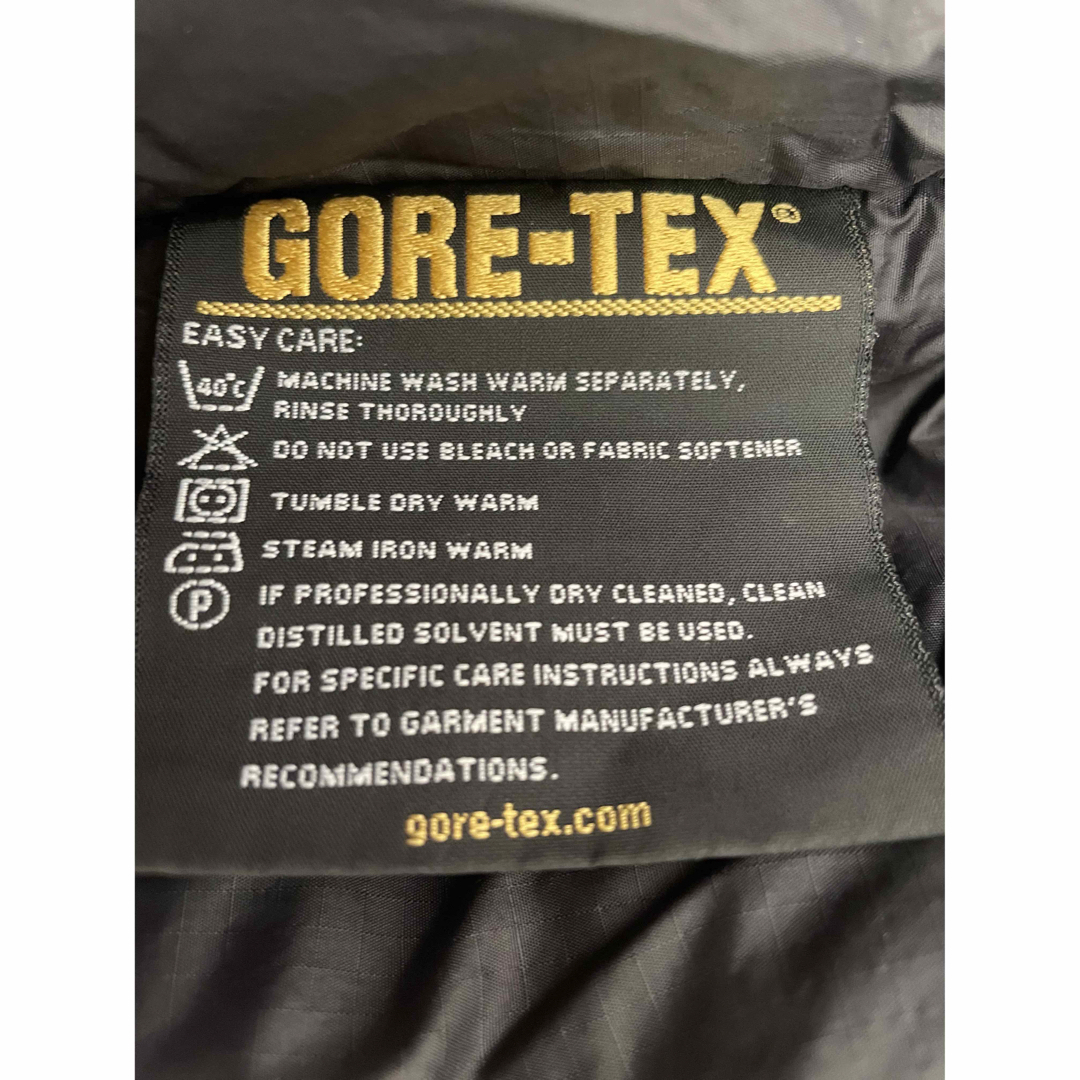 GORE-TEX®
EASY CARE:
40°C MACHINE WASH WARM SEPARATELY,
RINSE THOROUGHLY
DO NOT USE BLEACH OR FABRIC SOFTENER
TUMBLE DRY WARM
STEAM IRON WARM
P IF PROFESSIONALLY DRY CLEANED, CLEAN
DISTILLED SOLVENT MUST BE USED.
FOR SPECIFIC CARE INSTRUCTIONS ALWAYS
REFER TO GARMENT MANUFACTURER'S
RECOMMENDATIONS.
gore-tex.com